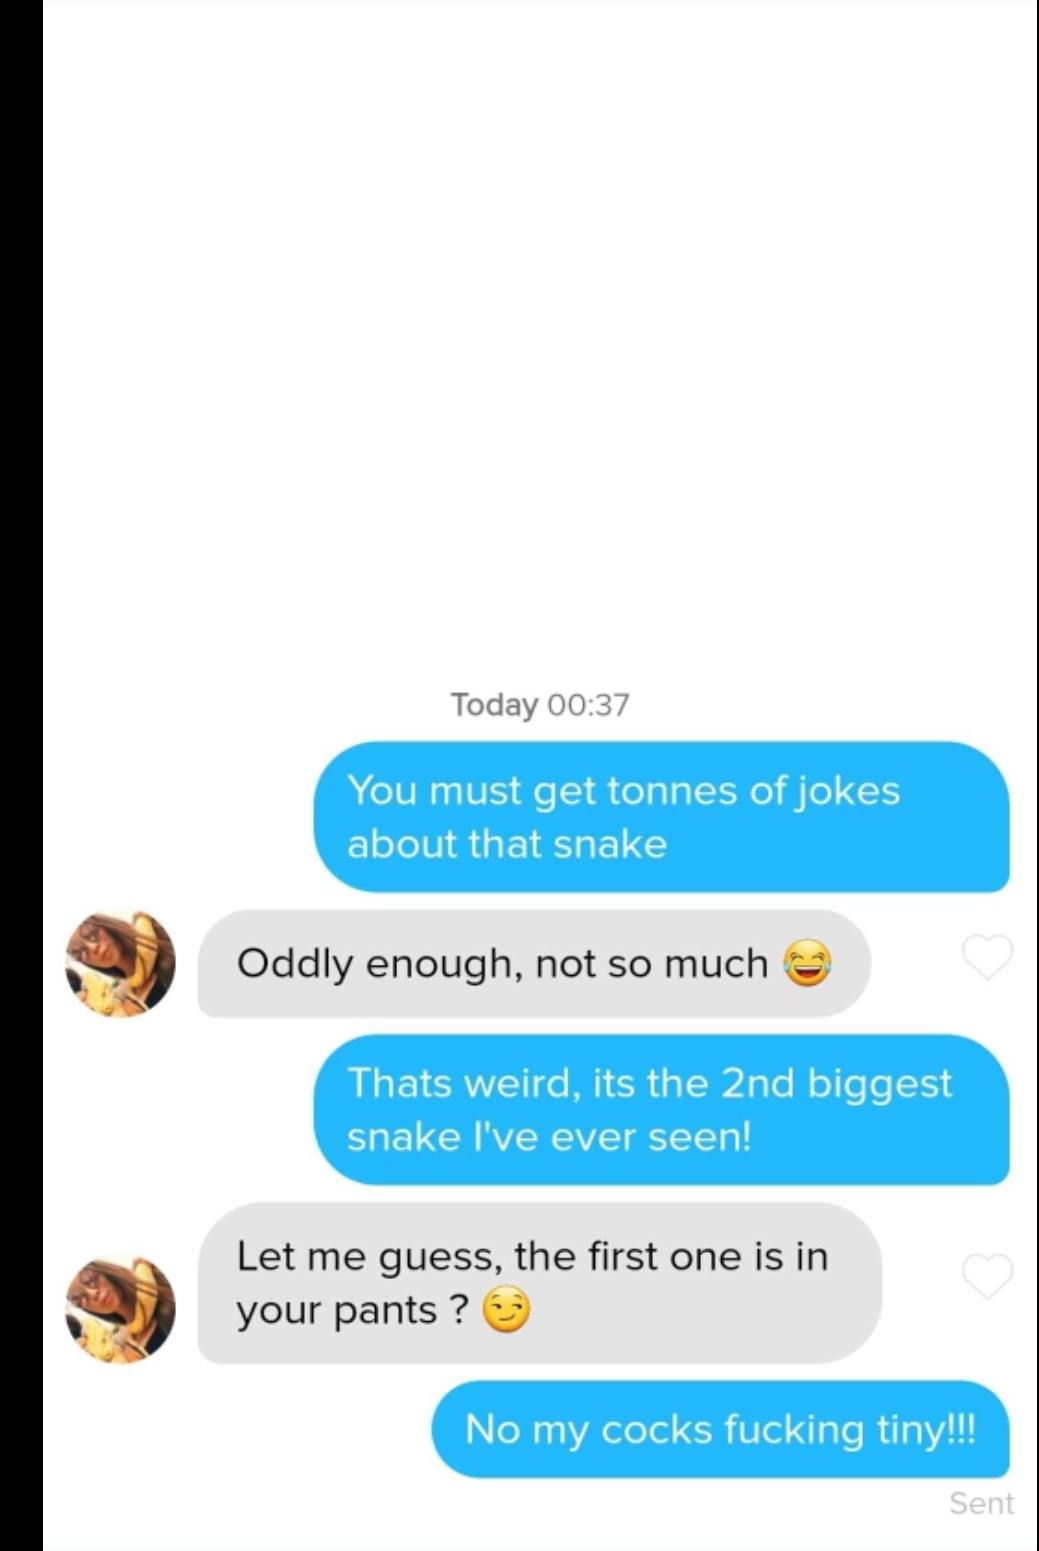 Today 00:37
You must get tonnes of jokes
about that snake
Oddly enough, not so much 😂
Thats weird, its the 2nd biggest
snake I've ever seen!
Let me guess, the first one is in
your pants ? 😏
No my cocks fucking tiny!!!
Sent